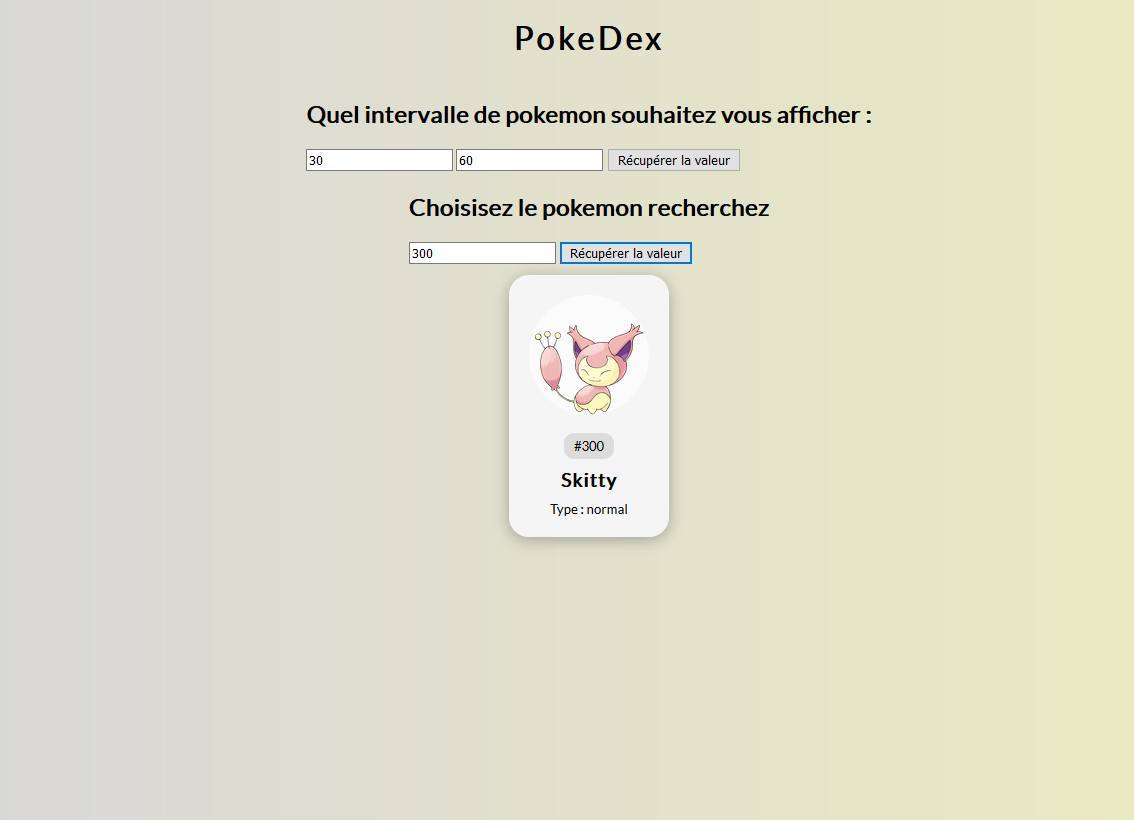 PokeDex
Quel intervalle de pokemon souhaitez vous afficher :
30 60 Récupérer la valeur
Choisisez le pokemon recherchez
300 Récupérer la valeur
#300
Skitty
Type : normal